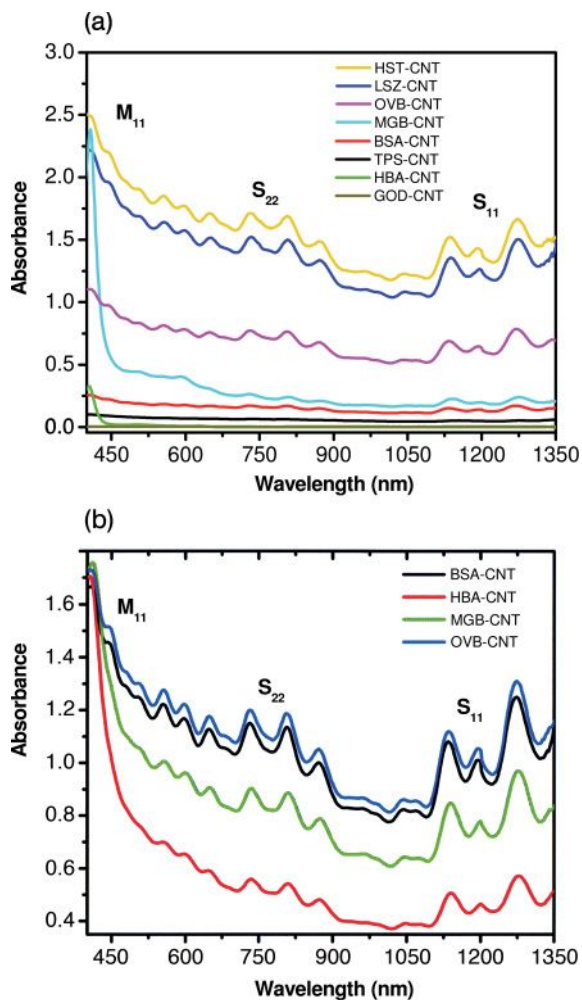 (a)
3.0
2.5
2.0
1.5
1.0
0.5
0.0
Absorbance
M11
S22
S11
HST-CNT
LSZ-CNT
OVB-CNT
MGB-CNT
BSA-CNT
TPS-CNT
HBA-CNT
GOD-CNT
450 600 750 900 1050 1200 1350
Wavelength (nm)
(b)
1.6
1.4
1.2
1.0
0.8
0.6
0.4
Absorbance
M11
S22
S11
BSA-CNT
HBA-CNT
MGB-CNT
OVB-CNT
450 600 750 900 1050 1200 1350
Wavelength (nm)